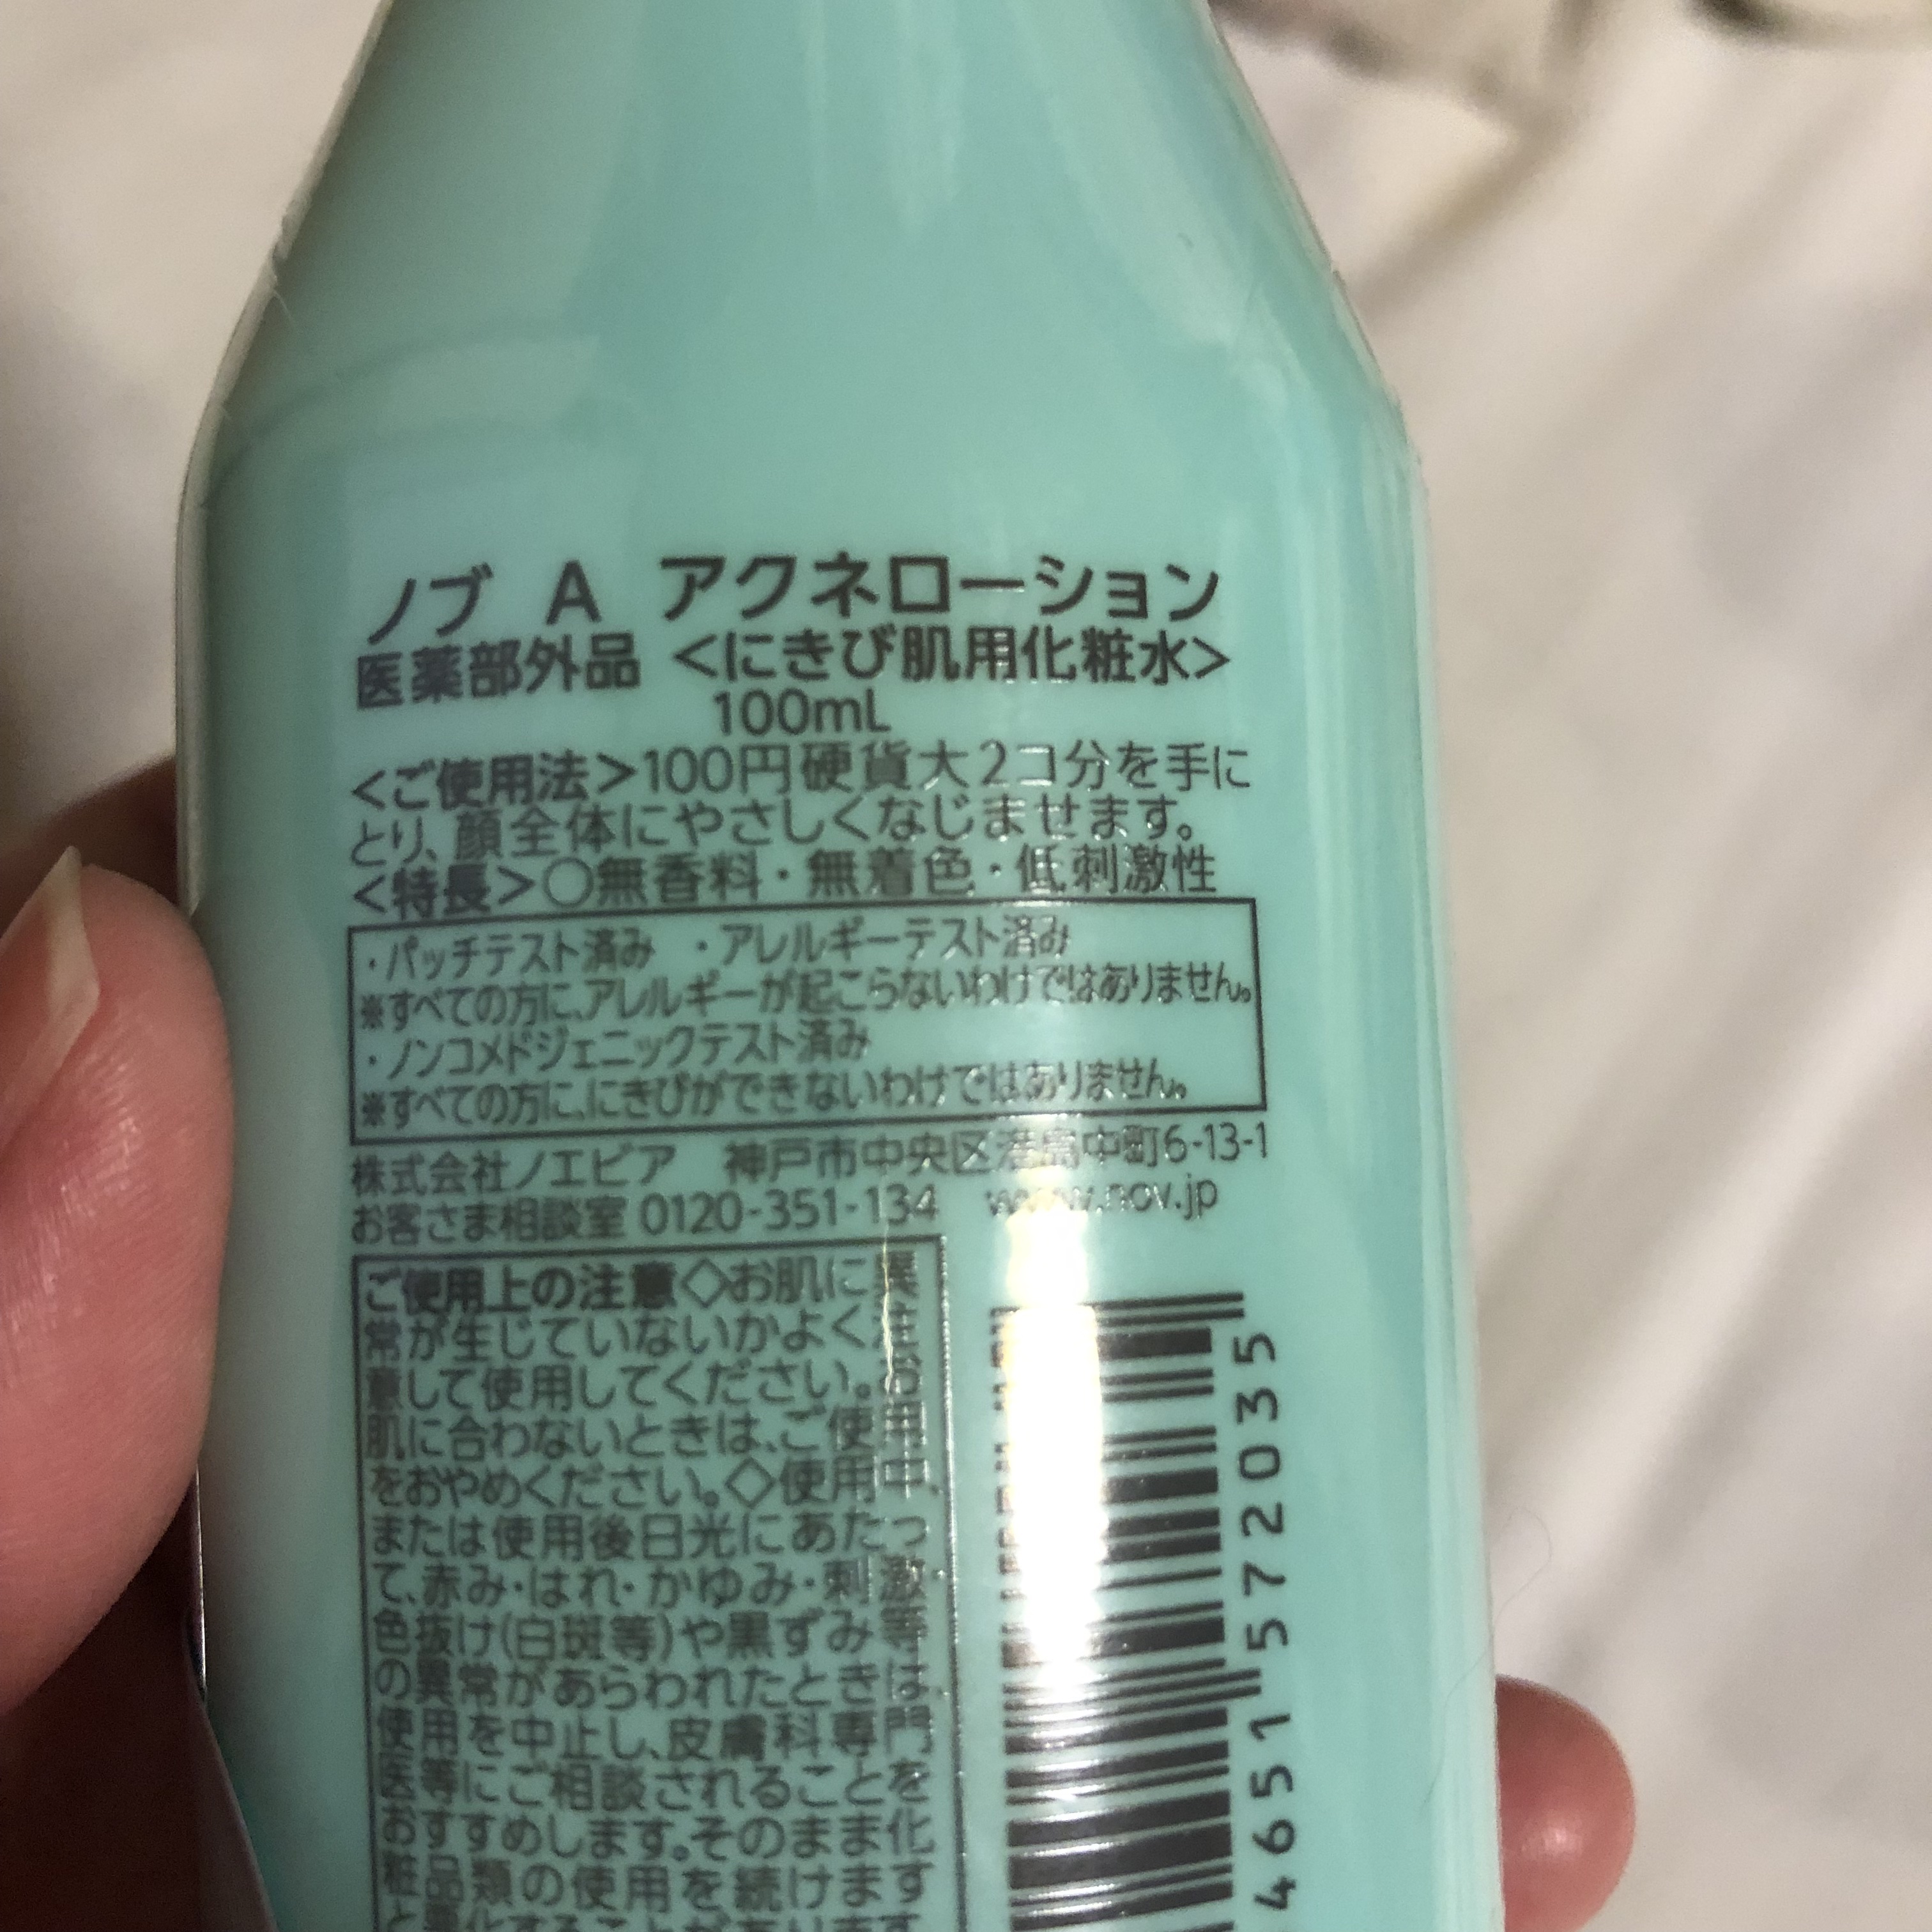 ノブ A アクネローション
医薬部外品 <にきび肌用化粧水>
100mL
<ご使用法>100円硬貨大2コ分を手に
とり、顔全体にやさしくなじませます。
<特長>○無香料・無着色・低刺激性
・パッチテスト済み ・アレルギーテスト済み
※すべての方に、アレルギーが起こらないわけではありません。
・ノンコメドジェニックテスト済み
※すべての方に、にきびができないわけではありません。
株式会社ノエビア 神戸市中央区港島中町6-13-1
お客さま相談室 0120-351-134 www.nov.jp
ご使用上の注意◇お肌に異
常が生じていないかよく注
意して使用してください。お
肌に合わないときは、ご使用
をおやめください。◇使用中、
または使用後日光にあたっ
て、赤み・はれ・かゆみ・刺激・
色抜け(白斑等)や黒ずみ等
の異常があらわれたときは、
使用を中止し、皮膚科専門
医等にご相談されることを
おすすめします。そのまま化
粧品類の使用を続けます
4651572035